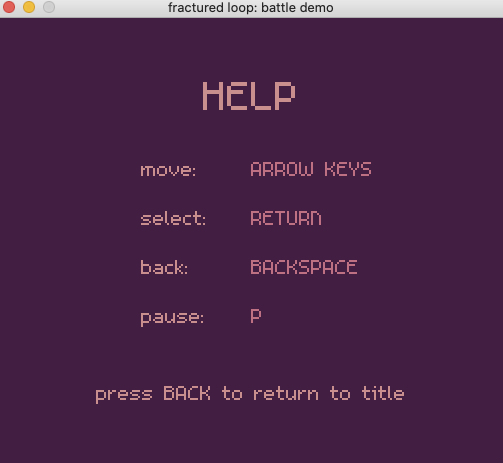 fractured loop: battle demo
HELP
move: ARROW KEYS
select: RETURN
back: BACKSPACE
pause: P
press BACK to return to title